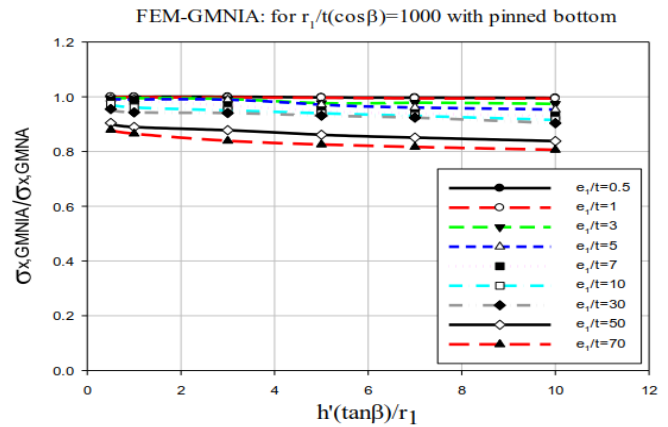 FEM-GMNIA: for r₁/t(cosβ)=1000 with pinned bottom
σx,GMNIA/σx,GMNA
1.2
1.0
0.8
0.6
0.4
0.2
0.0
e₁/t=0.5
e₁/t=1
e₁/t=3
e₁/t=5
e₁/t=7
e₁/t=10
e₁/t=30
e₁/t=50
e₁/t=70
0 2 4 6 8 10 12
h'(tanβ)/r₁